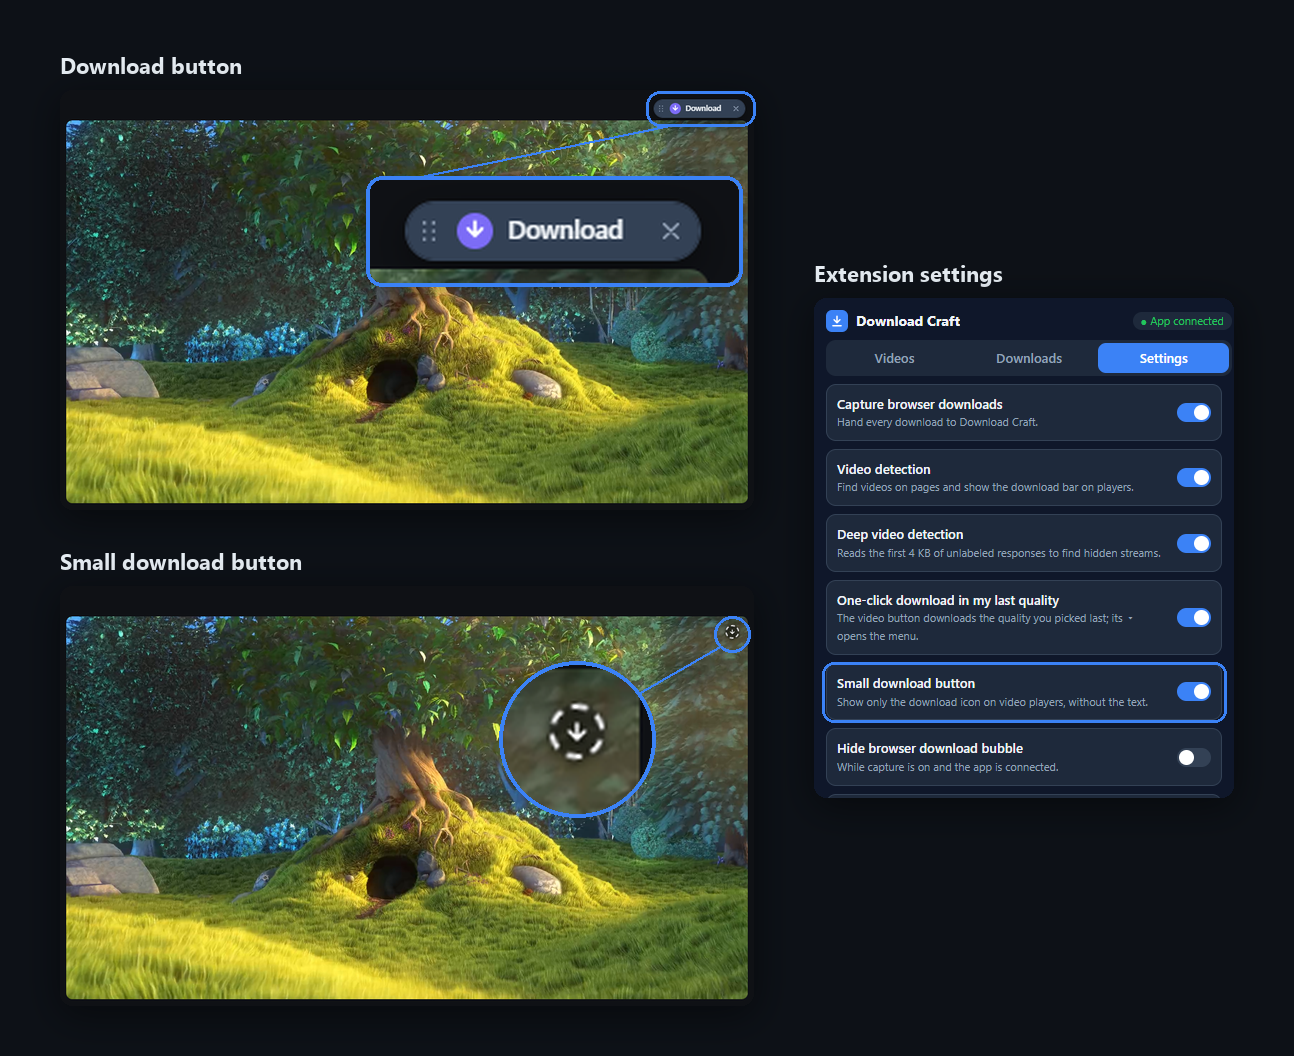 Download button
Download
Download
Small download button
Extension settings
Download Craft
App connected
Videos
Downloads
Settings
Capture browser downloads
Hand every download to Download Craft.
Video detection
Find videos on pages and show the download bar on players.
Deep video detection
Reads the first 4 KB of unlabeled responses to find hidden streams.
One-click download in my last quality
The video button downloads the quality you picked last; its ▾
opens the menu.
Small download button
Show only the download icon on video players, without the text.
Hide browser download bubble
While capture is on and the app is connected.